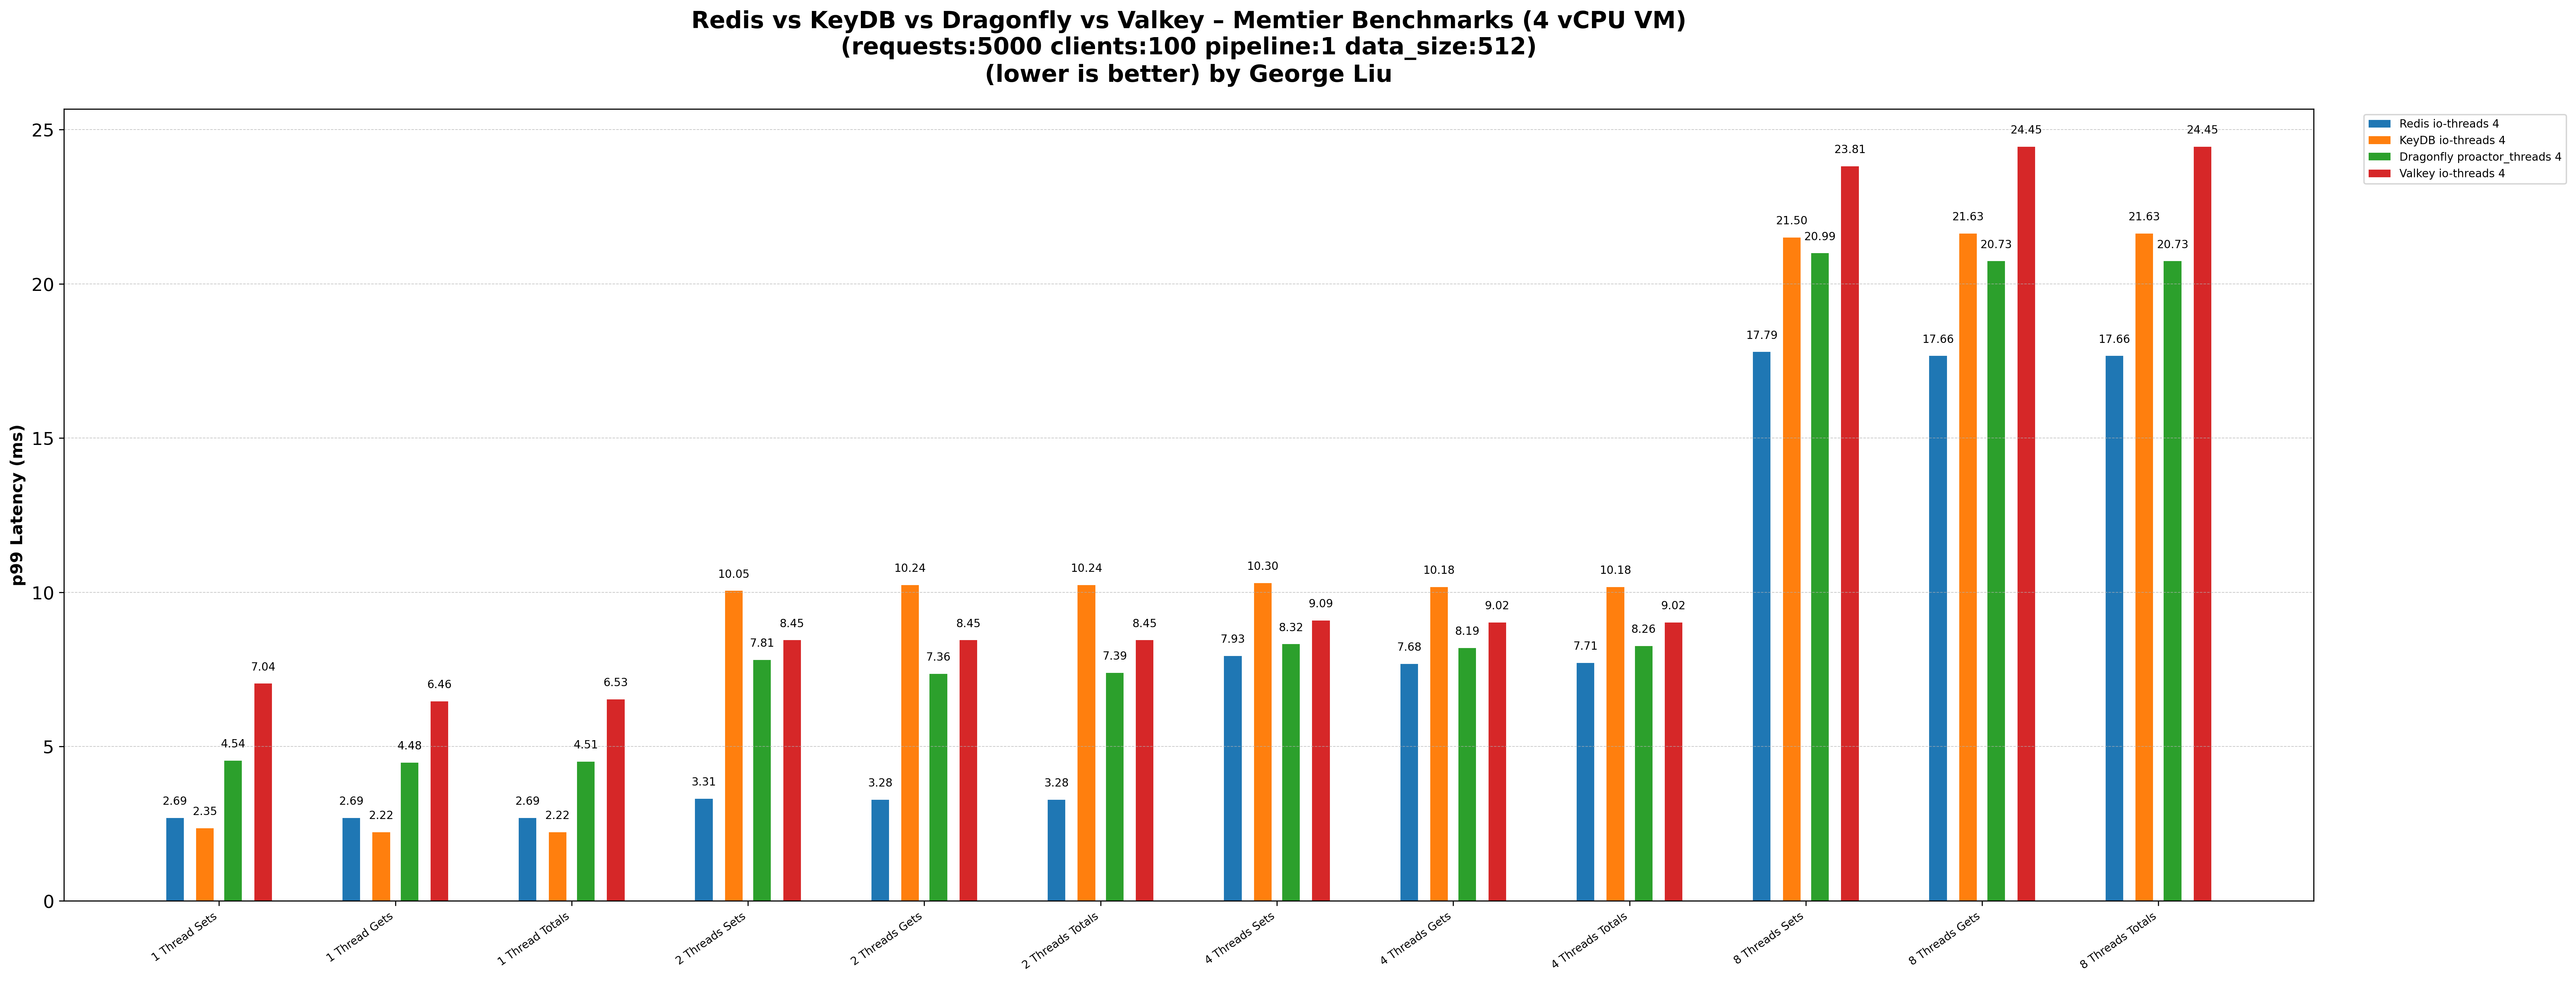 Redis vs KeyDB vs Dragonfly vs Valkey – Memtier Benchmarks (4 vCPU VM)
(requests:5000 clients:100 pipeline:1 data_size:512)
(lower is better) by George Liu
p99 Latency (ms)
25
20
15
10
5
0
Redis io-threads 4
KeyDB io-threads 4
Dragonfly proactor_threads 4
Valkey io-threads 4
2.69 2.35 4.54 7.04
2.69 2.22 4.48 6.46
2.69 2.22 4.51 6.53
3.31 10.05 7.81 8.45
3.28 10.24 7.36 8.45
3.28 10.24 7.39 8.45
7.93 10.30 8.32 9.09
7.68 10.18 8.19 9.02
7.71 10.18 8.26 9.02
17.79 21.50 20.99 23.81
17.66 21.63 20.73 24.45
17.66 21.63 20.73 24.45
1 Thread Sets
1 Thread Gets
1 Thread Totals
2 Threads Sets
2 Threads Gets
2 Threads Totals
4 Threads Sets
4 Threads Gets
4 Threads Totals
8 Threads Sets
8 Threads Gets
8 Threads Totals